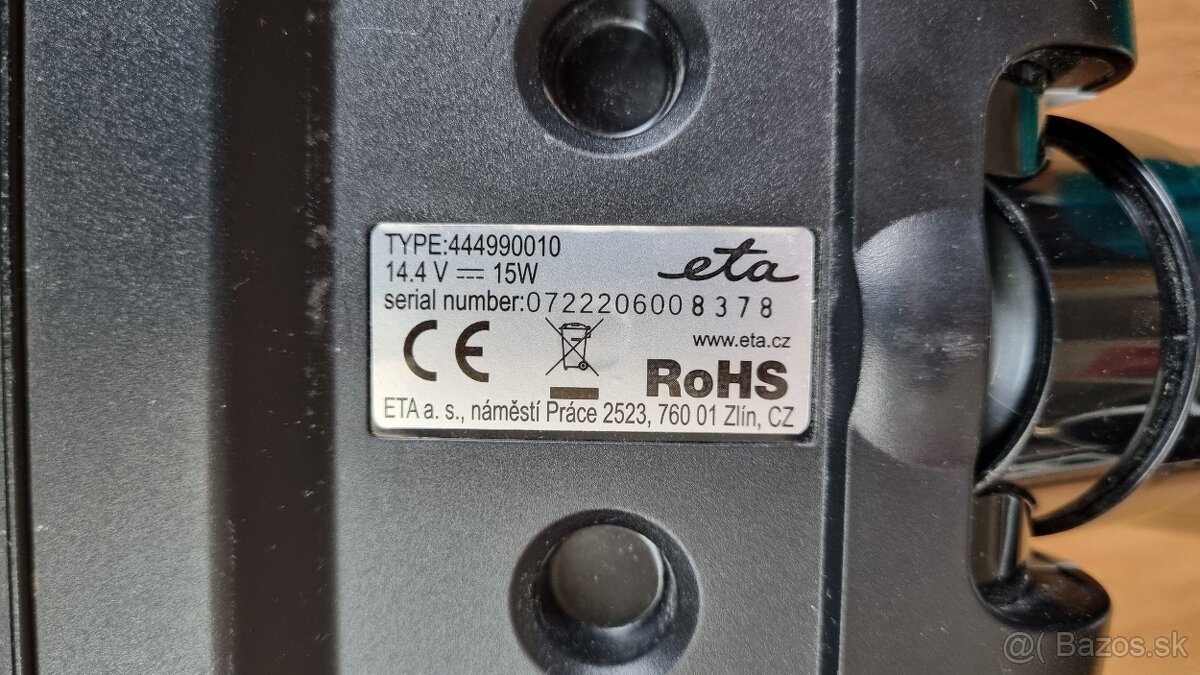 TYPE:444990010
14.4 V ⎓ 15W
eta
serial number:0722206008378
www.eta.cz
CE
RoHS
ETA a. s., náměstí Práce 2523, 760 01 Zlín, CZ
@( Bazos.sk